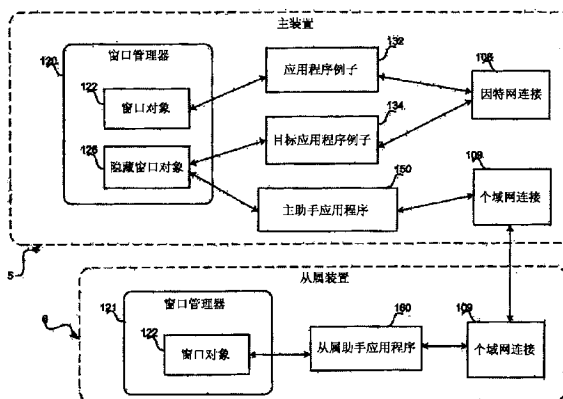 主装置
120
窗口管理器
122
窗口对象
126
隐藏窗口对象
132
应用程序例子
134
目标应用程序例子
150
主助手应用程序
108
因特网连接
109
个域网连接
5
从属装置
6
121
窗口管理器
122
窗口对象
160
从属助手应用程序
109
个域网连接